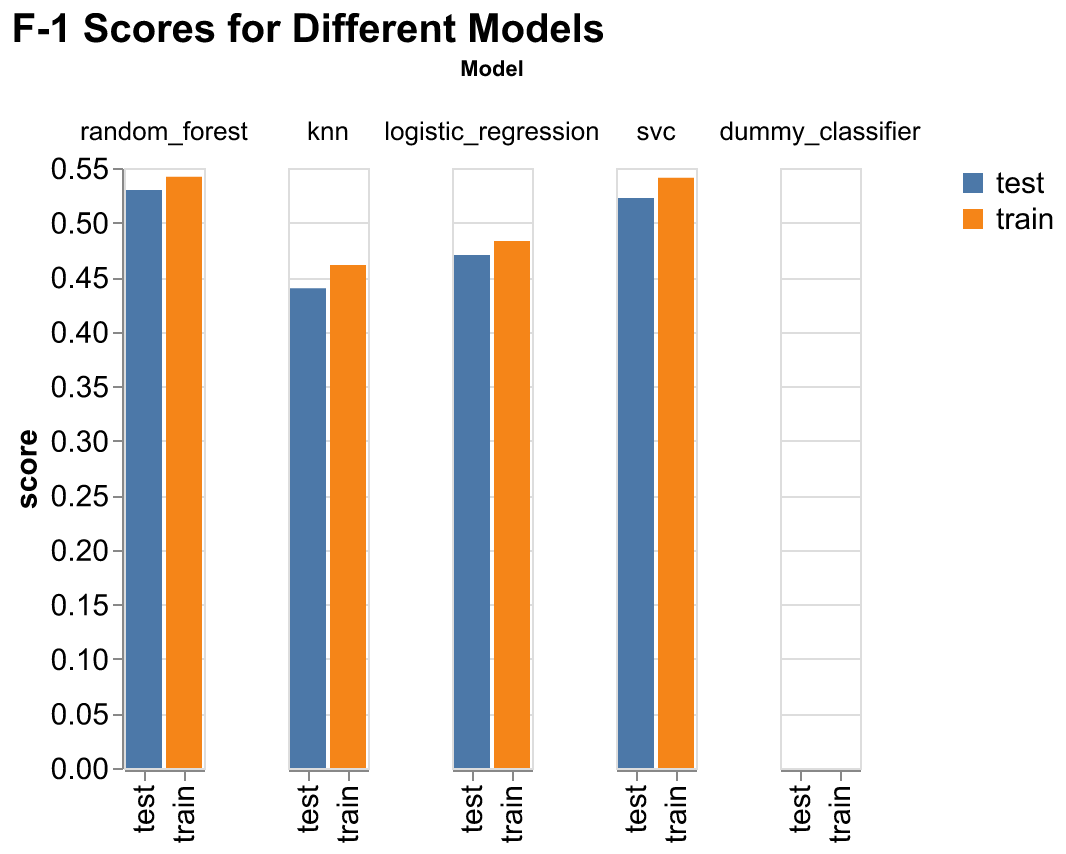 F-1 Scores for Different Models
Model
random_forest knn logistic_regression svc dummy_classifier
0.55
0.50
0.45
0.40
0.35
0.30
0.25
0.20
0.15
0.10
0.05
0.00
score
test train test train test train test train test train
test
train